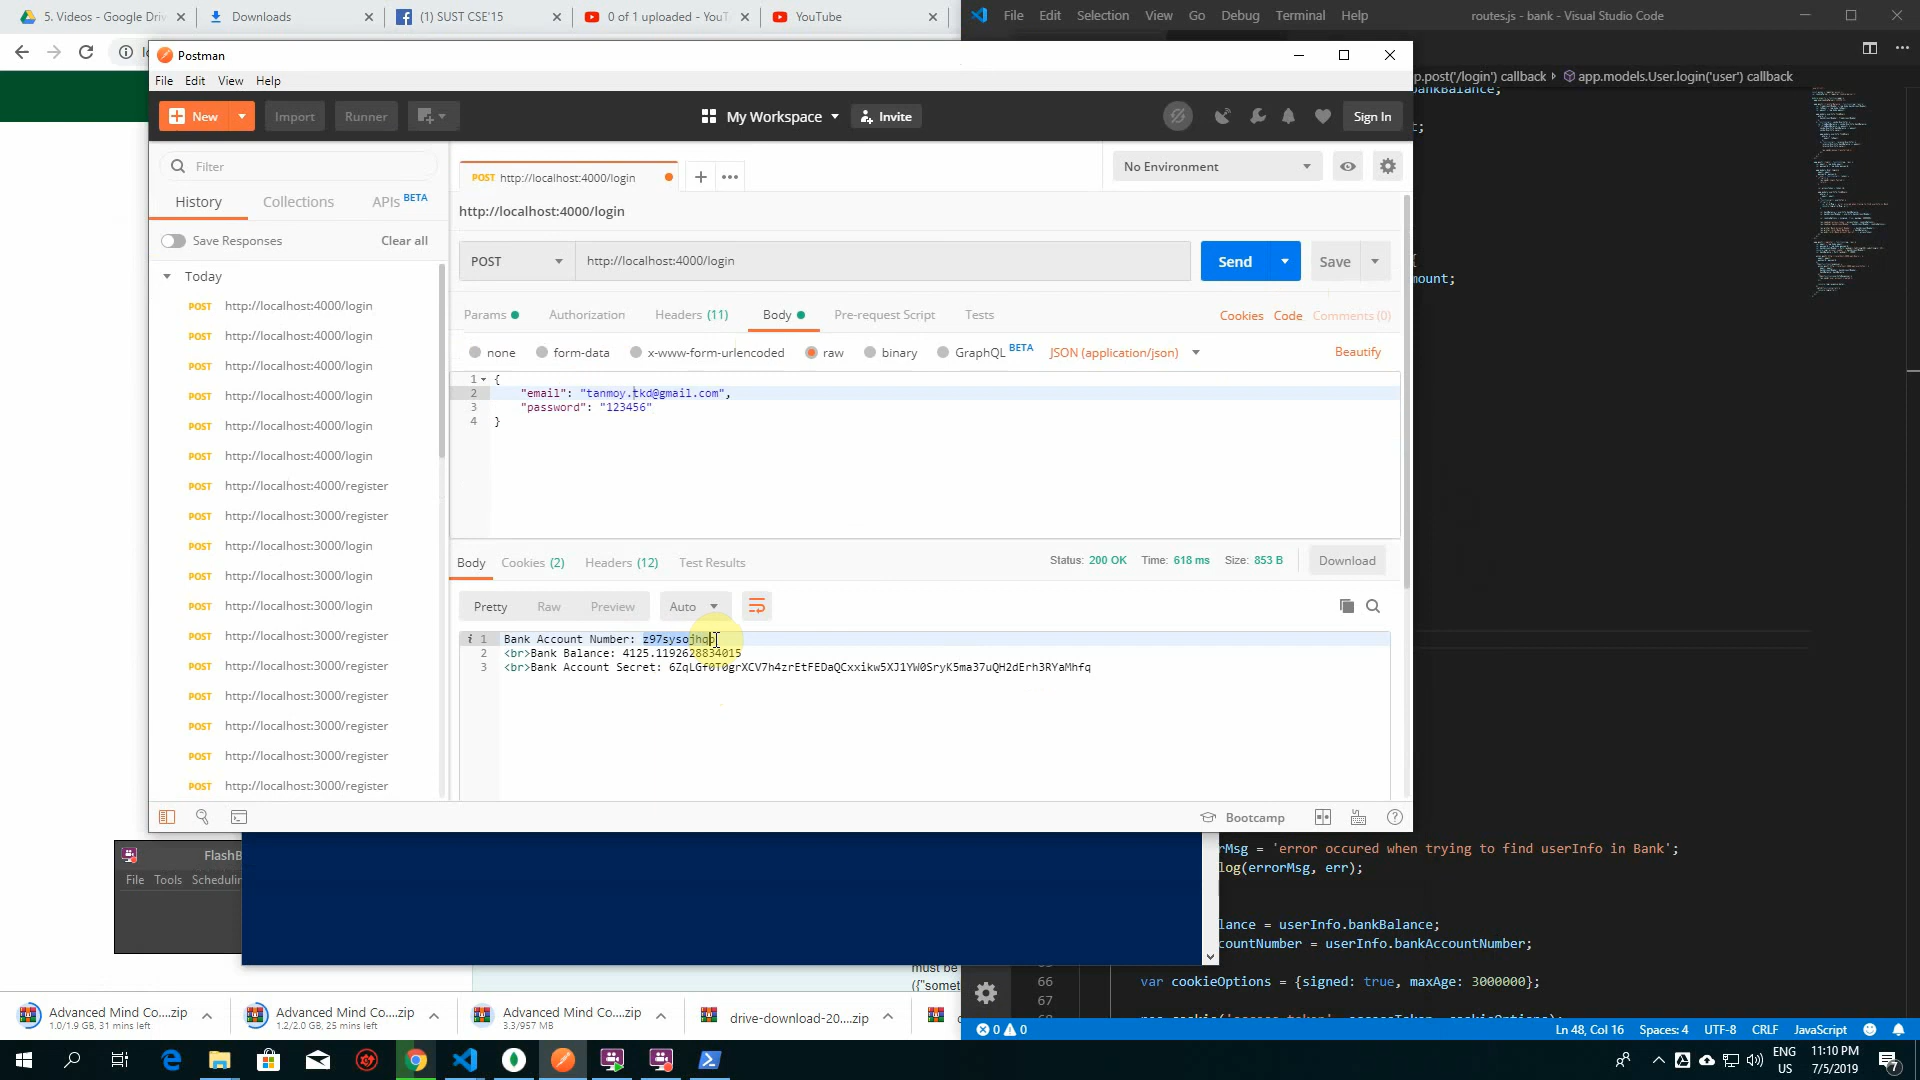 5. Videos - Google Driv
Downloads
(1) SUST CSE'15
0 of 1 uploaded - YouT
YouTube
File Edit Selection View Go Debug Terminal Help
routes.js - bank - Visual Studio Code
Postman
p.post('/login') callback
app.models.User.login('user') callback
File Edit View Help
New
Import
Runner
My Workspace
Invite
Sign In
Filter
POST http://localhost:4000/login
No Environment
History
Collections
APIs BETA
http://localhost:4000/login
Save Responses
Clear all
POST
http://localhost:4000/login
Send
Save
Today
mount;
POST http://localhost:4000/login
Params
Authorization
Headers (11)
Body
Pre-request Script
Tests
Cookies Code Comments (0)
POST http://localhost:4000/login
none
form-data
x-www-form-urlencoded
raw
binary
GraphQL BETA
JSON (application/json)
Beautify
POST http://localhost:4000/login
1 {
2 "email": "tanmoy.tkd@gmail.com",
POST http://localhost:4000/login
3 "password": "123456"
4 }
POST http://localhost:4000/login
POST http://localhost:4000/login
POST http://localhost:4000/register
POST http://localhost:3000/register
POST http://localhost:3000/login
Body
Cookies (2)
Headers (12)
Test Results
Status: 200 OK Time: 618 ms Size: 853 B
Download
POST http://localhost:3000/login
POST http://localhost:3000/login
Pretty
Raw
Preview
Auto
POST http://localhost:3000/register
i 1 Bank Account Number:
2 <br>Bank Balance: 4125.1192628834015
3 <br>Bank Account Secret: 6ZqLGf0T0grXCV7h4zrEtFEDaQCxxikw5XJ1YW0SryK5ma37uQH2dErh3RYaMhfq
POST http://localhost:3000/register
POST http://localhost:3000/register
POST http://localhost:3000/register
POST http://localhost:3000/register
POST http://localhost:3000/register
Bootcamp
FlashB
File Tools Schedulin
rMsg = 'error occured when trying to find userInfo in Bank';
log(errorMsg, err);
lance = userInfo.bankBalance;
countNumber = userInfo.bankAccountNumber;
must be
({"somet
66 var cookieOptions = {signed: true, maxAge: 3000000};
67
Advanced Mind Co....zip
1.0/1.9 GB, 31 mins left
Advanced Mind Co....zip
1.2/2.0 GB, 25 mins left
Advanced Mind Co....zip
3.3/957 MB
drive-download-20....zip
0 0
Ln 48, Col 16 Spaces: 4 UTF-8 CRLF JavaScript
ENG
US
11:10 PM
7/5/2019
7